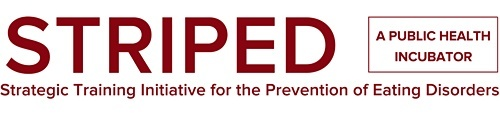 STRIPED
A PUBLIC HEALTH
INCUBATOR
Strategic Training Initiative for the Prevention of Eating Disorders